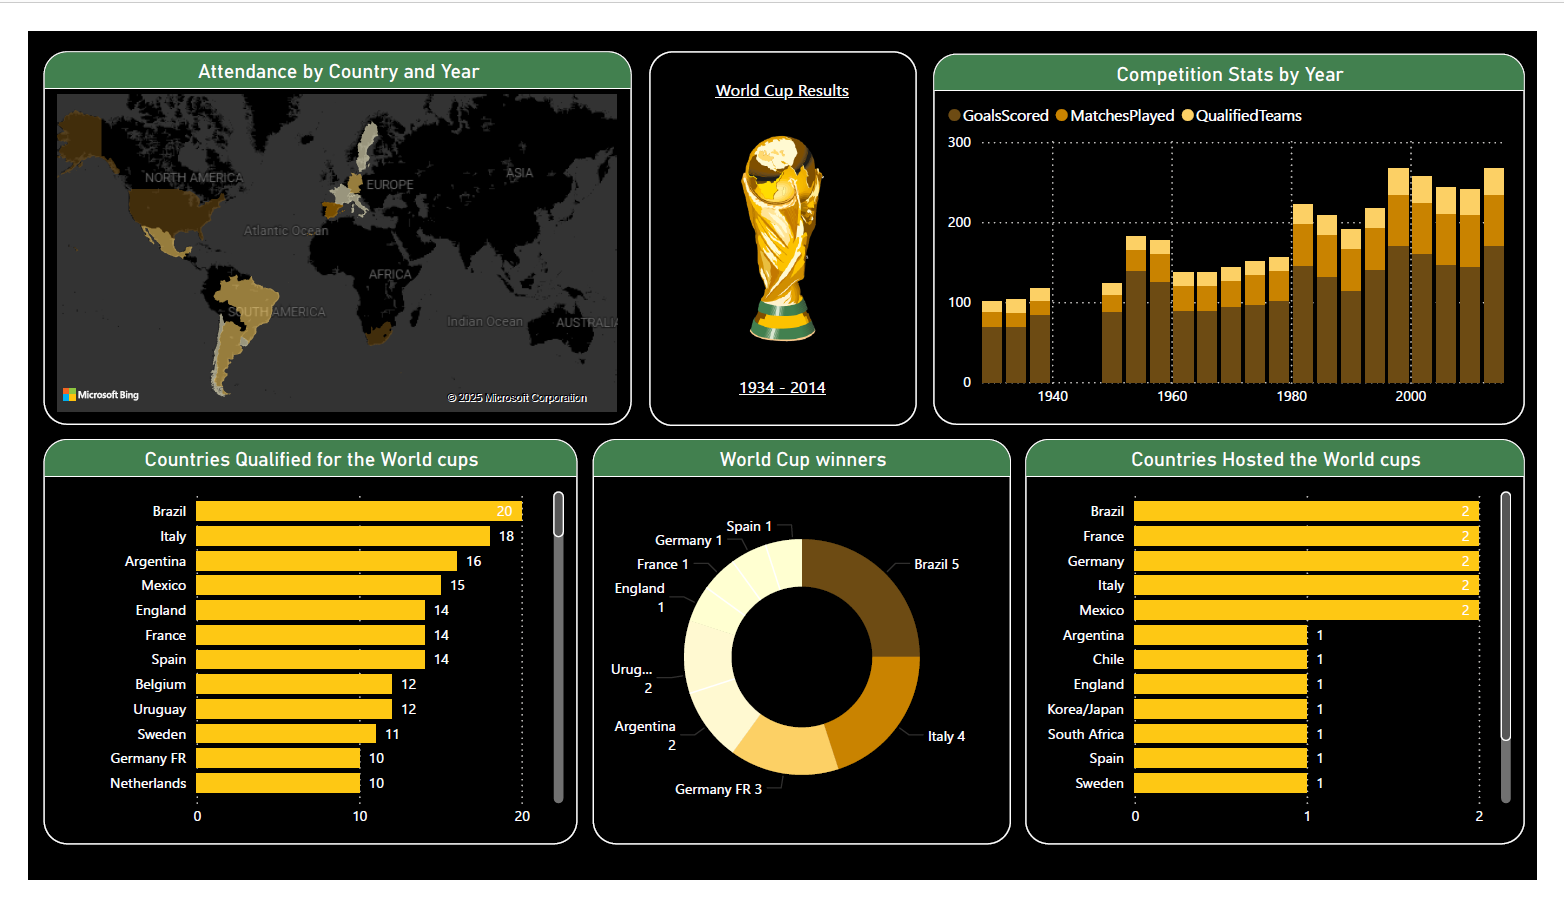 Attendance by Country and Year
NORTH AMERICA
EUROPE
ASIA
Atlantic Ocean
AFRICA
SOUTH AMERICA
Indian Ocean
AUSTRALIA
Microsoft Bing
© 2025 Microsoft Corporation
World Cup Results
1934 - 2014
Competition Stats by Year
GoalsScored MatchesPlayed QualifiedTeams
300
200
100
0
1940 1960 1980 2000
Countries Qualified for the World cups
Brazil 20
Italy 18
Argentina 16
Mexico 15
England 14
France 14
Spain 14
Belgium 12
Uruguay 12
Sweden 11
Germany FR 10
Netherlands 10
0 10 20
World Cup winners
Spain 1
Germany 1
France 1
England
1
Urug...
2
Argentina
2
Germany FR 3
Brazil 5
Italy 4
Countries Hosted the World cups
Brazil 2
France 2
Germany 2
Italy 2
Mexico 2
Argentina 1
Chile 1
England 1
Korea/Japan 1
South Africa 1
Spain 1
Sweden 1
0 1 2